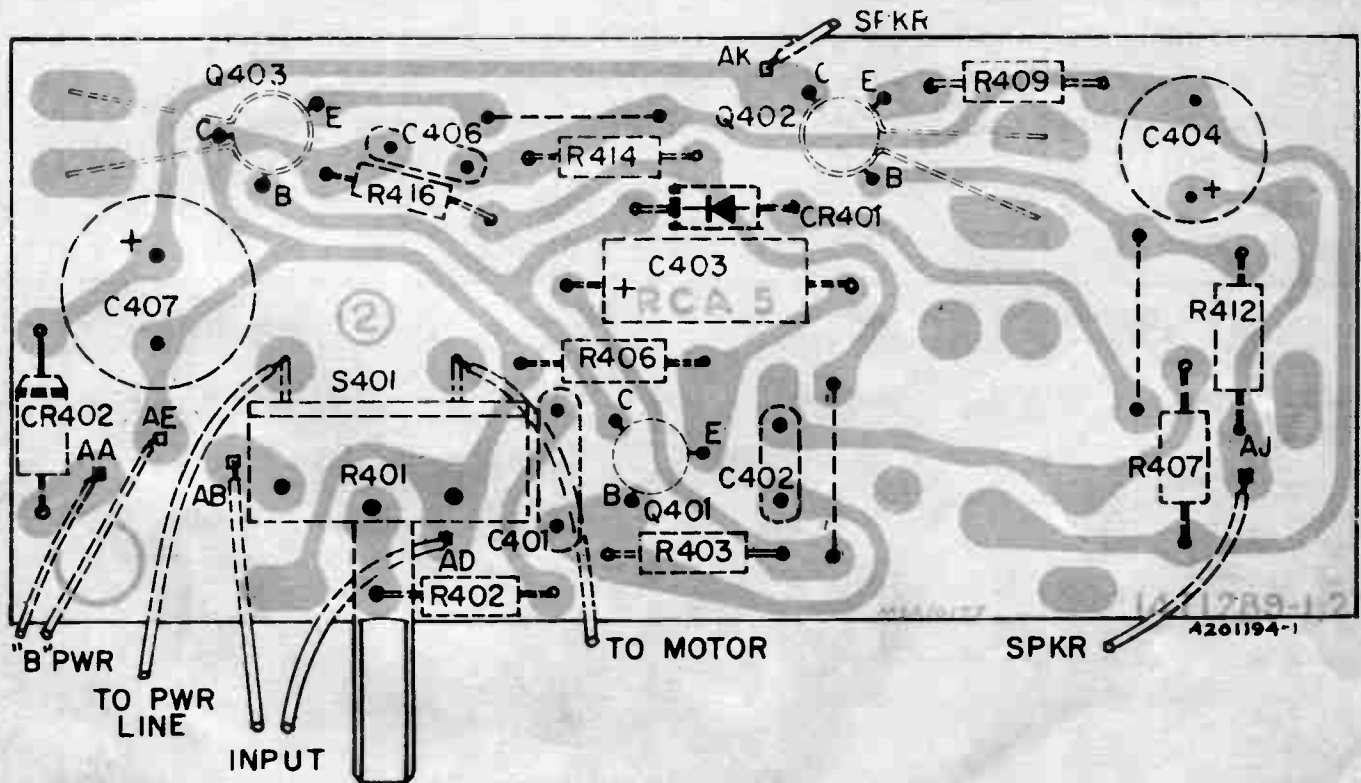 SPKR
AK
Q403
C
E
B
C406
R416
R414
Q402
C
E
B
R409
C404
+
CR401
C403
+
RCA 5
+
C407
2
R412
R406
S401
CR402
AE
AA
AB
R401
C
E
B
Q401
C402
R407
AJ
C401
AD
R403
R402
A201194-1
"B" PWR
TO PWR
LINE
INPUT
TO MOTOR
SPKR